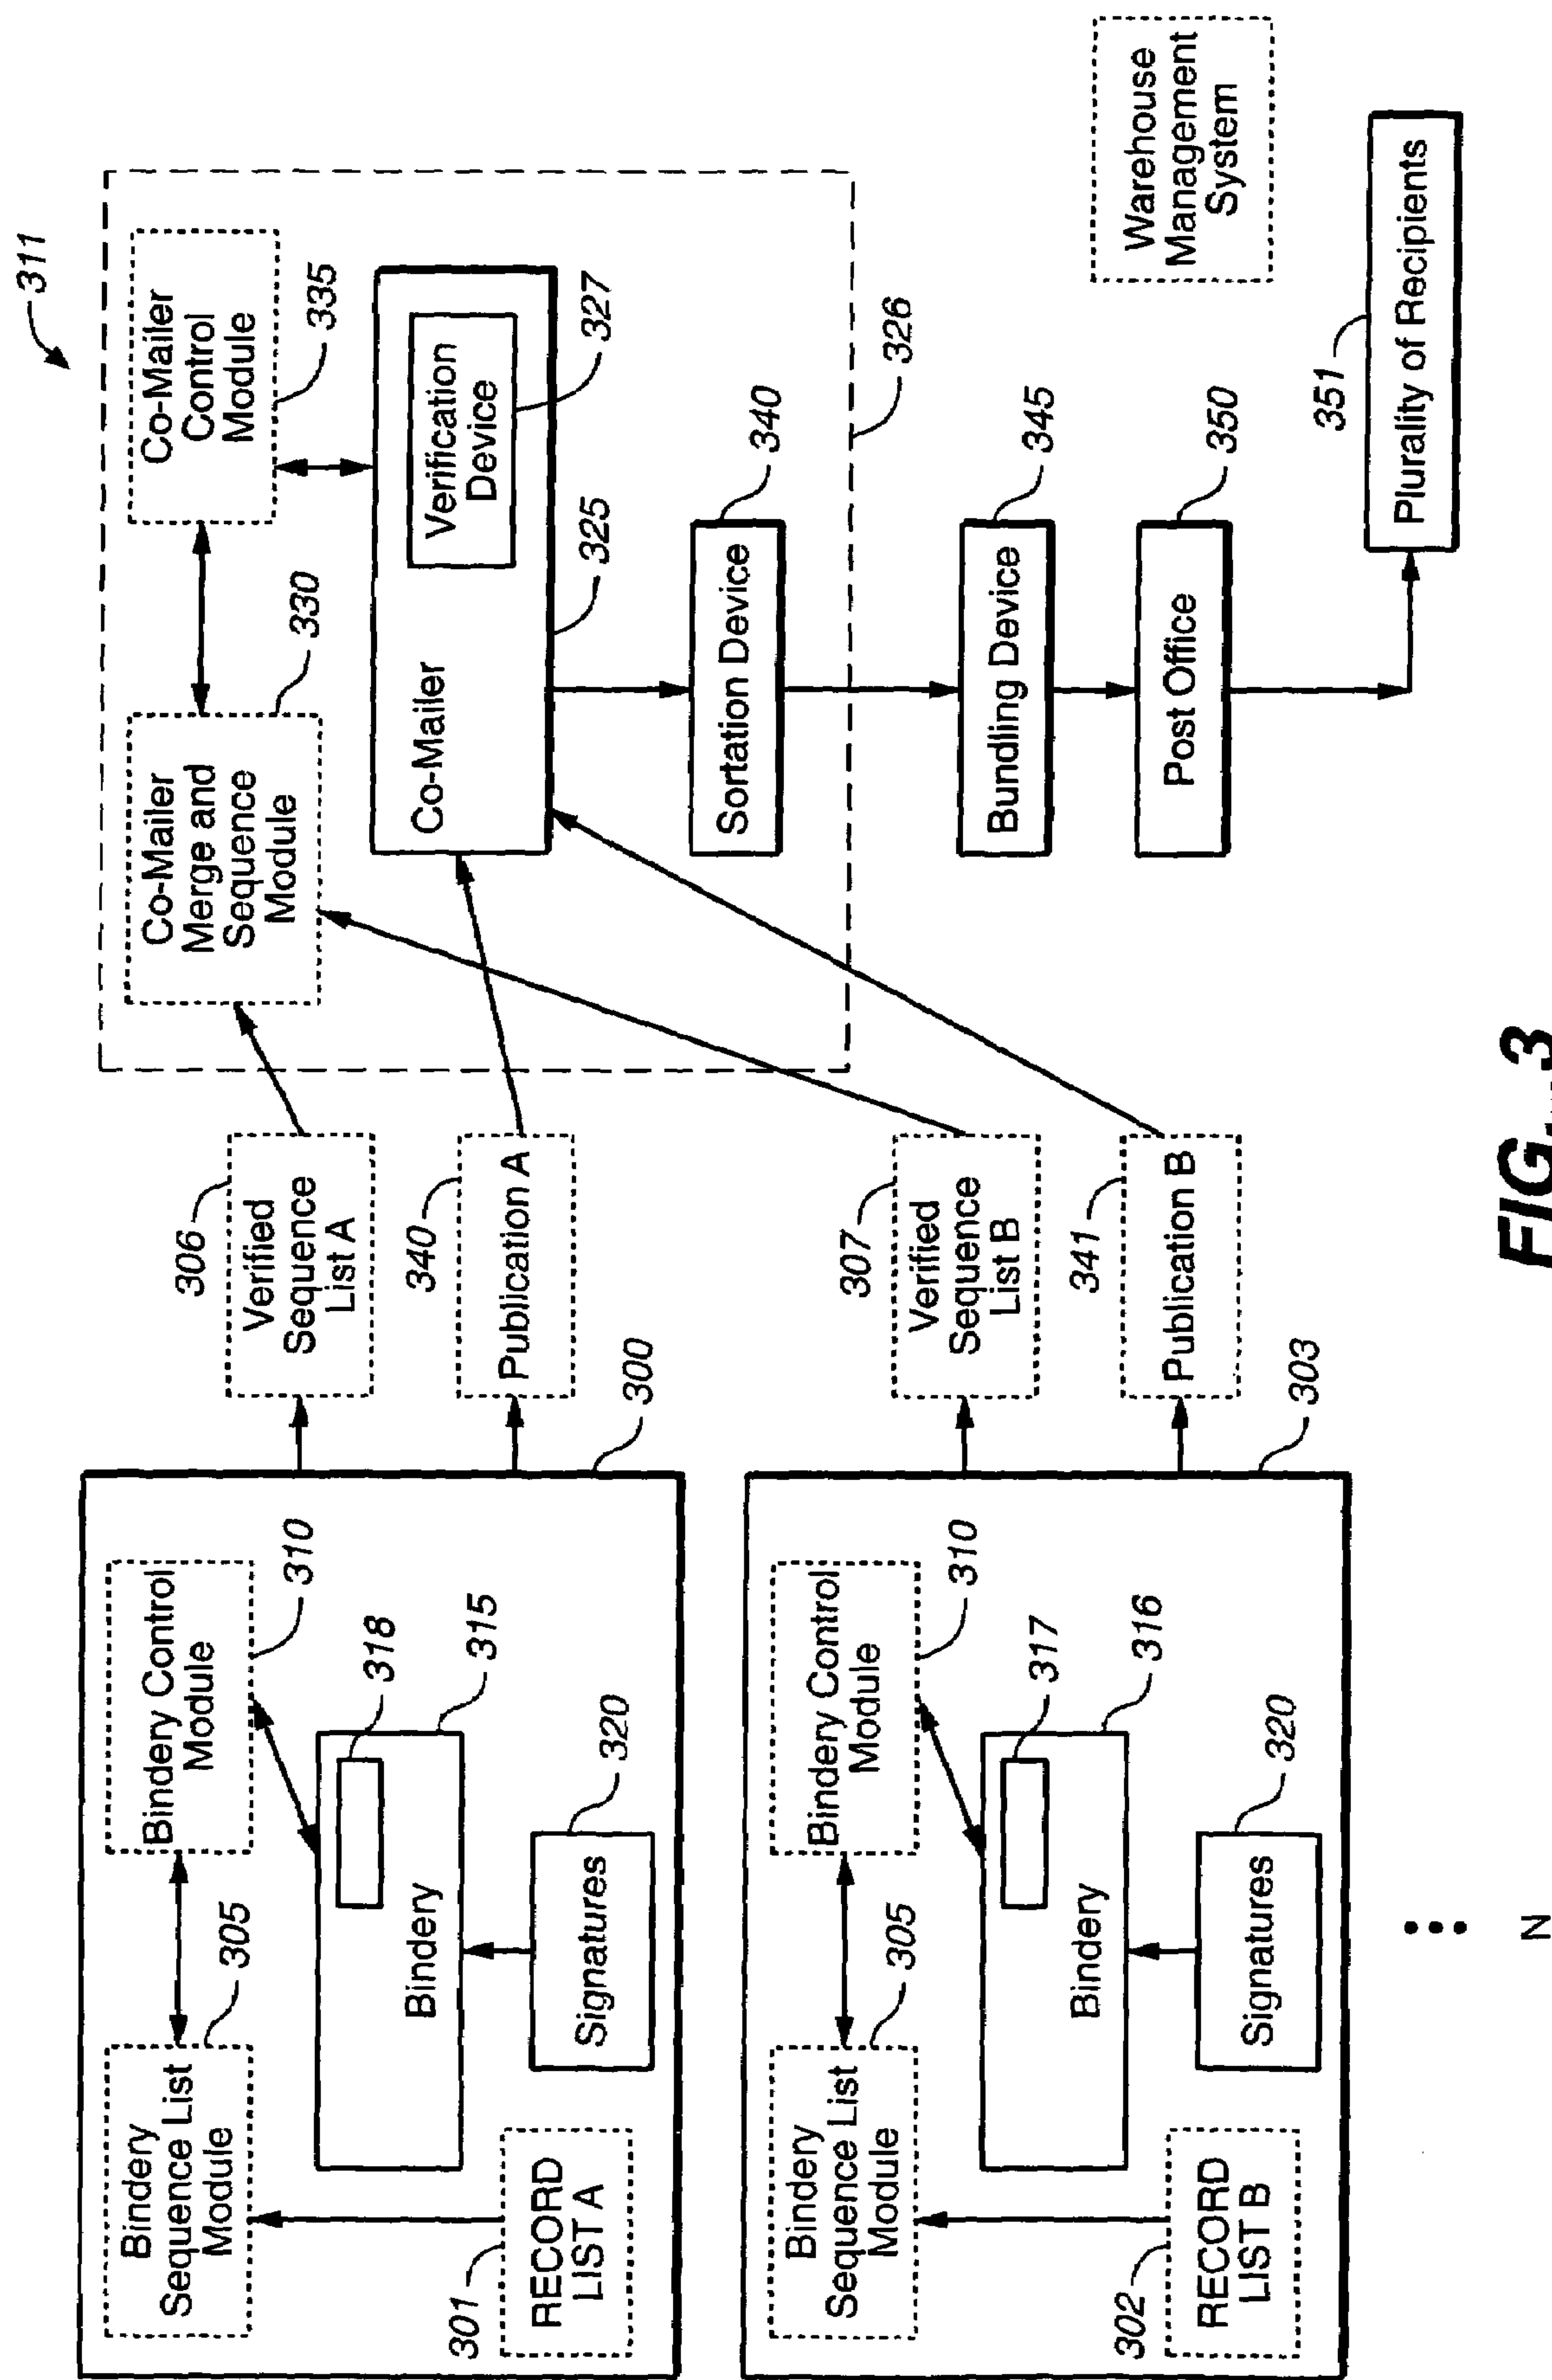 311
Bindery
Sequence List
Module
305
Bindery Control
Module
310
318
315
Bindery
Signatures
320
RECORD
LIST A
301
300
306
Verified
Sequence
List A
340
Publication A
Co-Mailer
Merge and
Sequence
Module
330
Co-Mailer
Control
Module
335
Co-Mailer
Verification
Device
327
325
Sortation Device
340
326
Bindery
Sequence List
Module
305
Bindery Control
Module
310
317
316
Bindery
Signatures
320
RECORD
LIST B
302
303
307
Verified
Sequence
List B
341
Publication B
Bundling Device
345
Post Office
350
351
Plurality of Recipients
Warehouse
Management
System
N
FIG._3